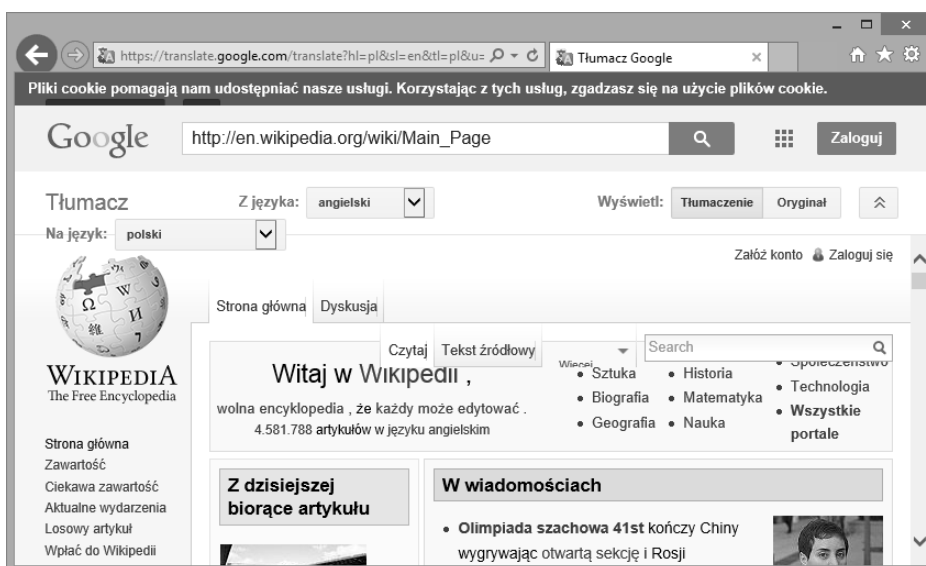 https://translate.google.com/translate?hl=pl&sl=en&tl=pl&u=
Tłumacz Google
Pliki cookie pomagają nam udostępniać nasze usługi. Korzystając z tych usług, zgadzasz się na użycie plików cookie.
Google http://en.wikipedia.org/wiki/Main_Page Zaloguj
Tłumacz Z języka: angielski Wyświetl: Tłumaczenie Oryginał
Na język: polski
Załóż konto Zaloguj się
Strona główna Dyskusja
Czytaj Tekst źródłowy Więcej Search
WIKIPEDIA
The Free Encyclopedia
Strona główna
Zawartość
Ciekawa zawartość
Aktualne wydarzenia
Losowy artykuł
Wpłać do Wikipedii
Witaj w Wikipedii ,
wolna encyklopedia , że każdy może edytować .
4.581.788 artykułów w języku angielskim
• Sztuka
• Biografia
• Geografia
• Historia
• Matematyka
• Nauka
• Społeczeństwo
• Technologia
• Wszystkie
portale
Z dzisiejszej
biorące artykułu
W wiadomościach
• Olimpiada szachowa 41st kończy Chiny
wygrywając otwartą sekcję i Rosji